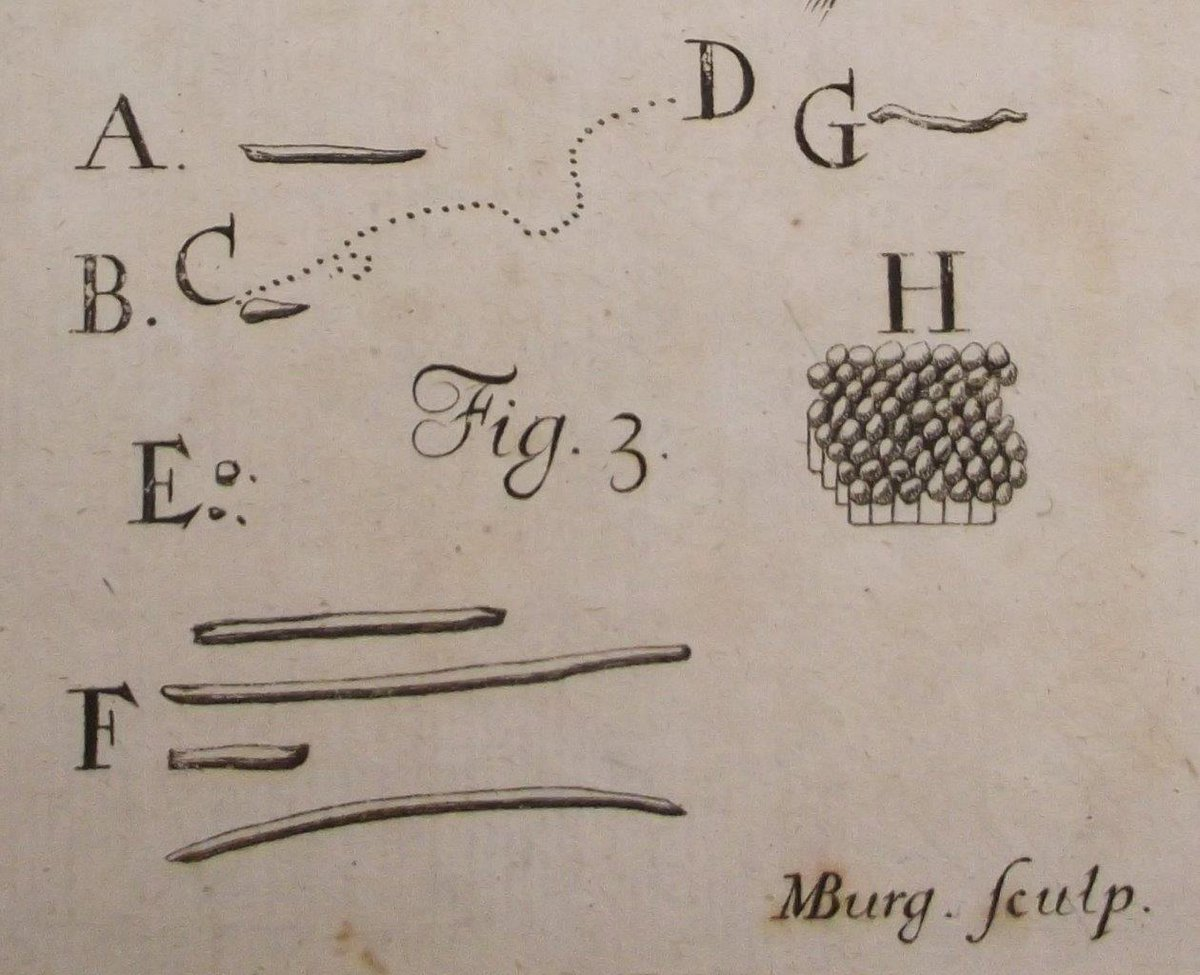 D
A. G
B. C H
Fig. 3.
E
F
MBurg. ſculp.